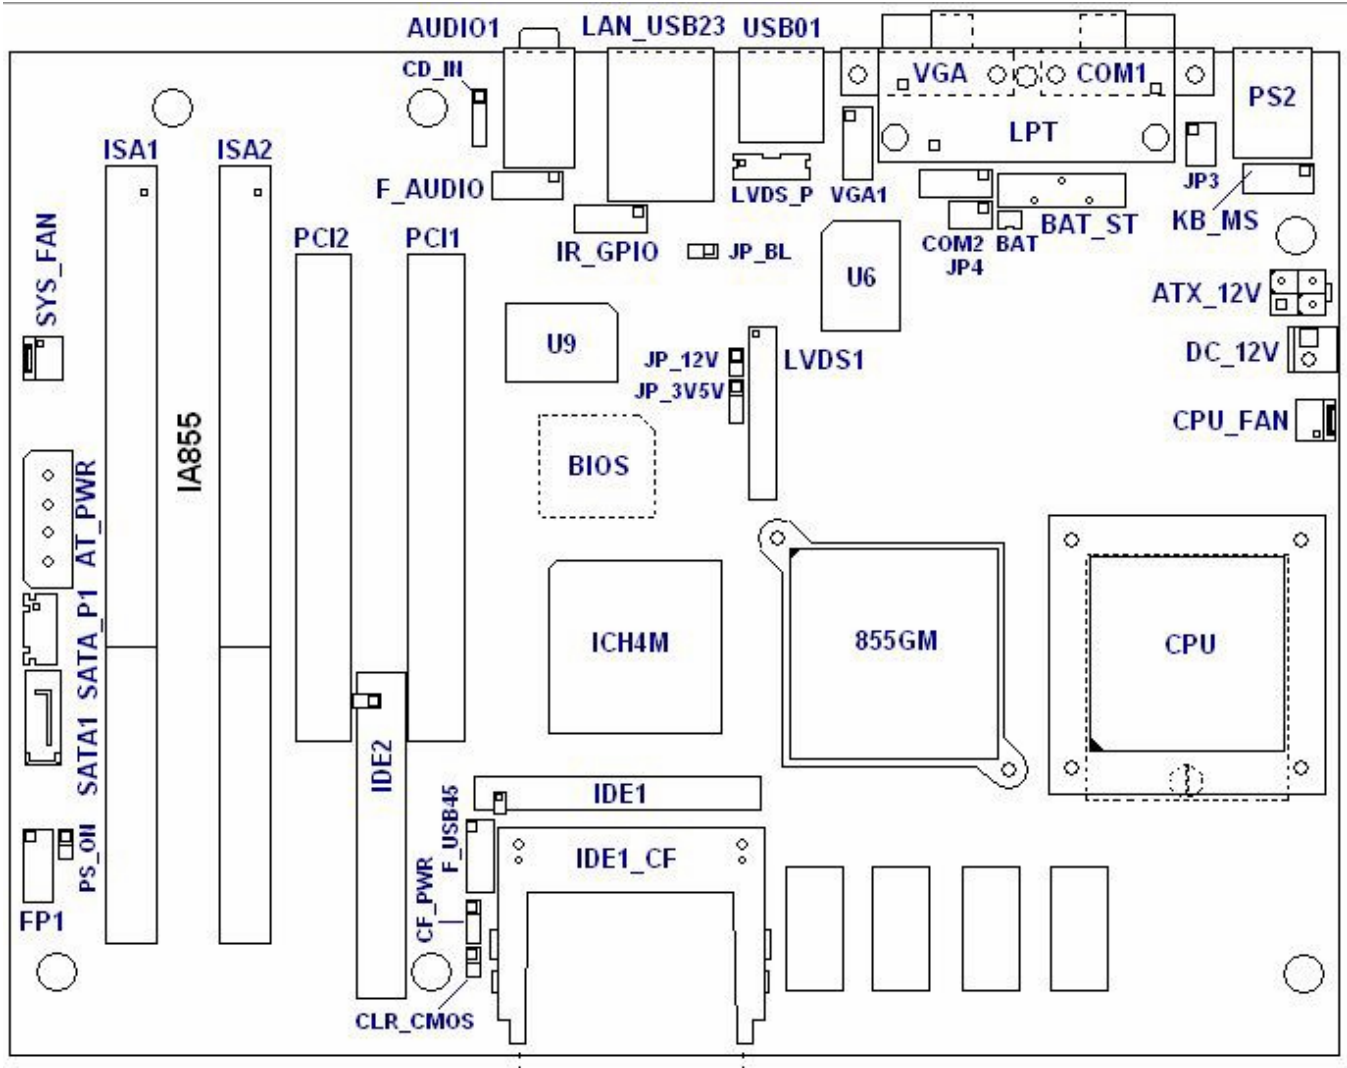 AUDIO1
LAN_USB23
USB01
CD_IN
VGA
COM1
PS2
LPT
ISA1
ISA2
F_AUDIO
LVDS_P
VGA1
JP3
KB_MS
PCI2
PCI1
IR_GPIO
JP_BL
COM2
BAT
BAT_ST
JP4
SYS_FAN
U6
ATX_12V
U9
JP_12V
LVDS1
DC_12V
JP_3V5V
CPU_FAN
IA855
BIOS
AT_PWR
SATA_P1
ICH4M
855GM
CPU
SATA1
IDE2
IDE1
F_USB45
PS_ON
IDE1_CF
CF_PWR
FP1
CLR_CMOS